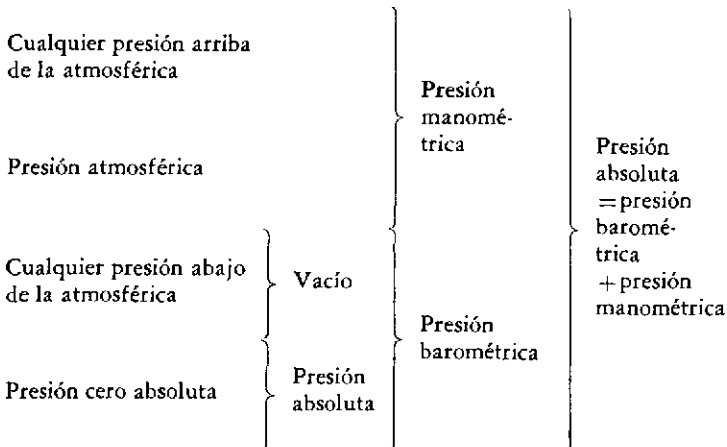 Cualquier presión arriba
de la atmosférica
Presión
manomé-
trica
Presión atmosférica
Presión
absoluta
=presión
baromé-
trica
+presión
manométrica
Cualquier presión abajo
de la atmosférica
Vacío
Presión
barométrica
Presión cero absoluta
Presión
absoluta